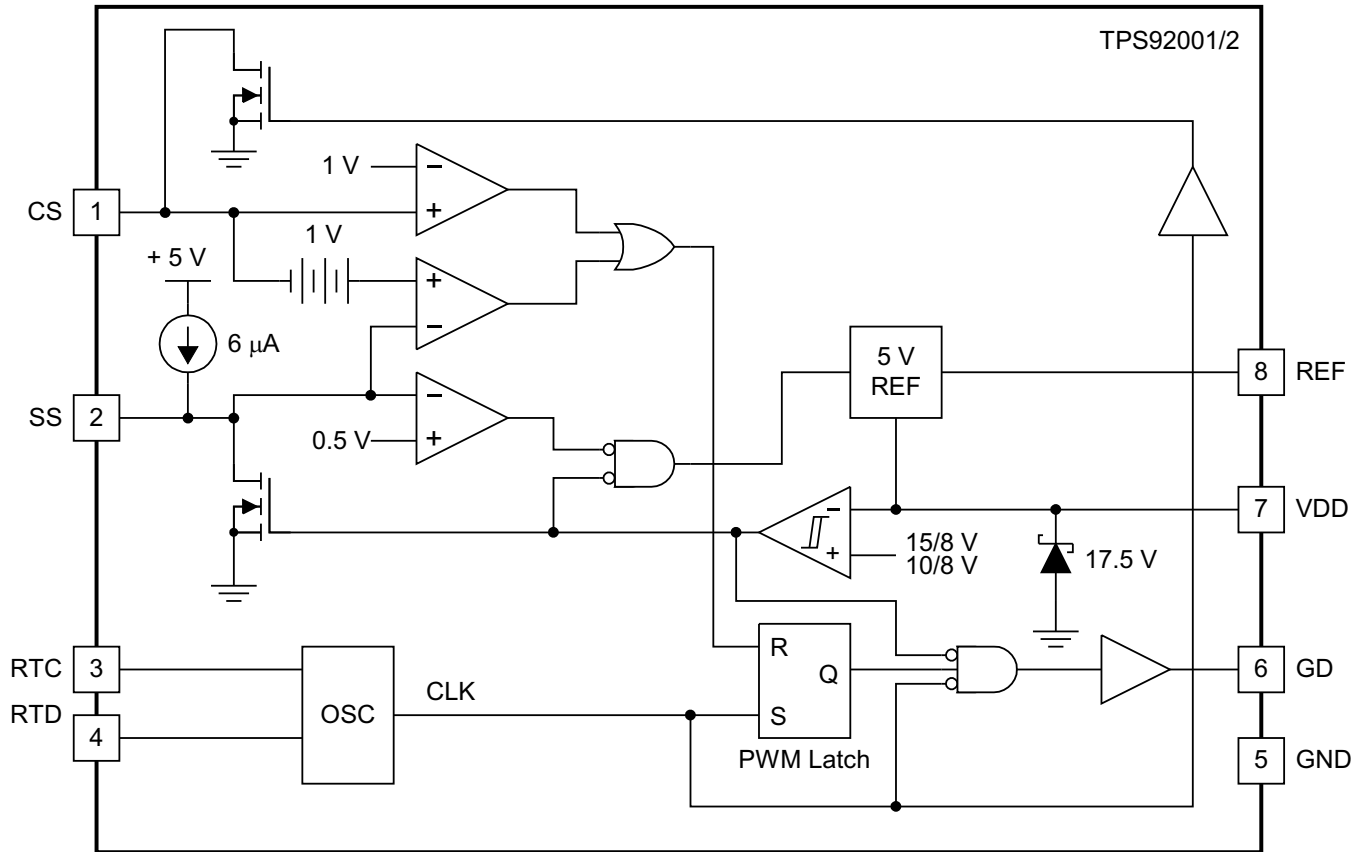 TPS92001/2
1 V
−
+
CS
1
1 V
+ 5 V
+
−
6 μA
5 V
REF
8
REF
SS
2
−
0.5 V
+
−
7
VDD
15/8 V
+
10/8 V
17.5 V
RTC
3
R
Q
6
GD
RTD
OSC
CLK
4
S
PWM Latch
5
GND